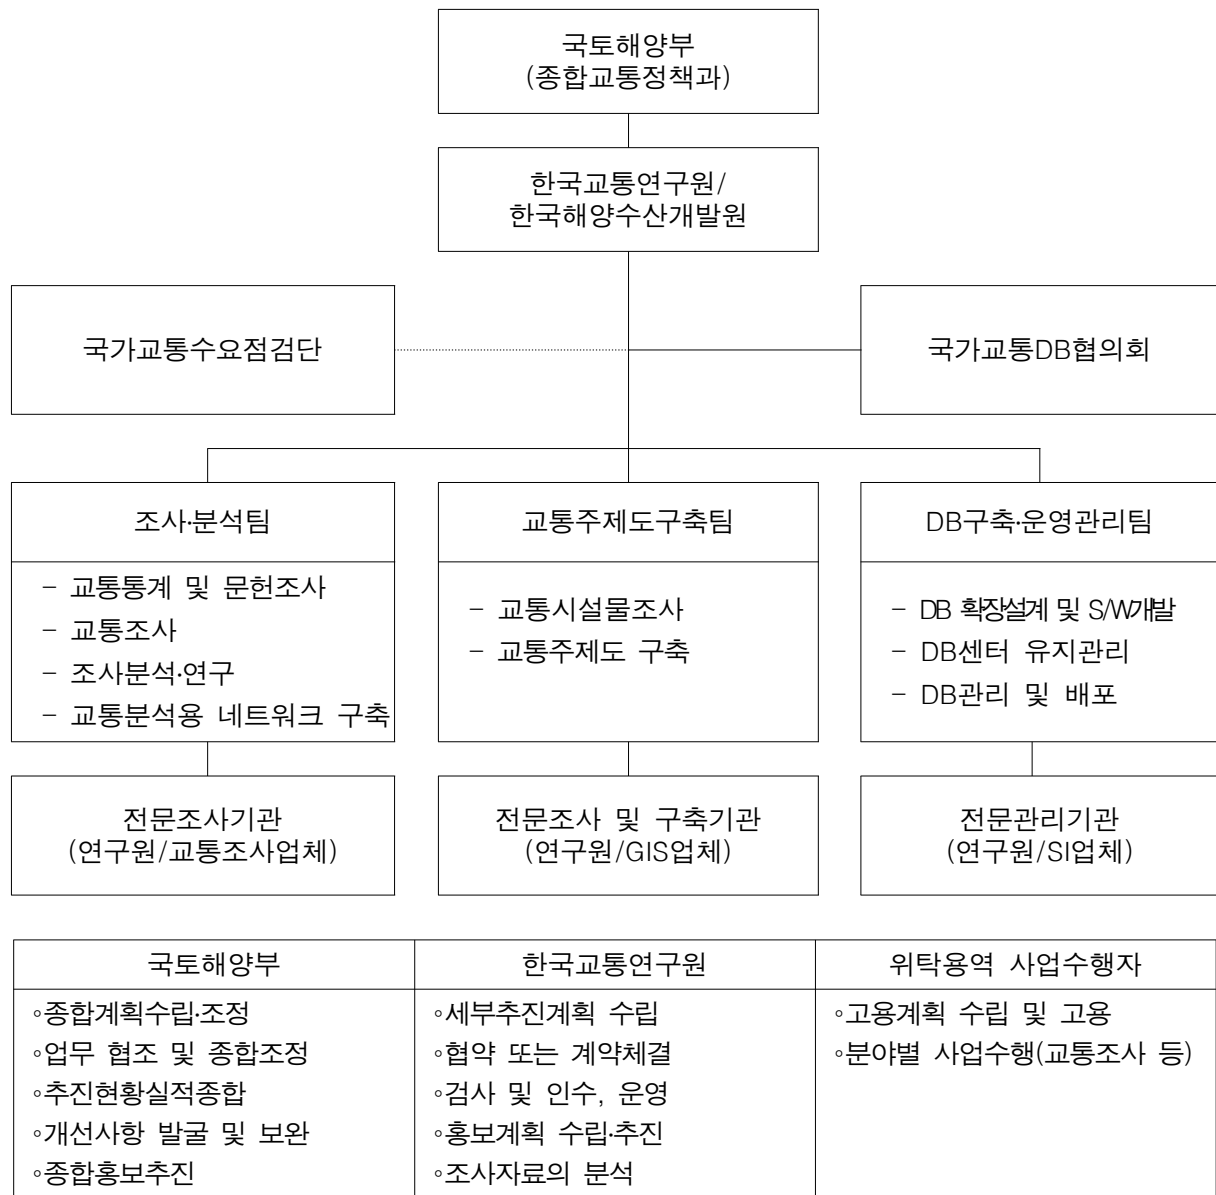 국토해양부
(종합교통정책과)
한국교통연구원/
한국해양수산개발원
국가교통수요점검단
국가교통DB협의회
조사·분석팀
- 교통통계 및 문헌조사
- 교통조사
- 조사분석·연구
- 교통분석용 네트워크 구축
교통주제도구축팀
- 교통시설물조사
- 교통주제도 구축
DB구축·운영관리팀
- DB 확장설계 및 S/W개발
- DB센터 유지관리
- DB관리 및 배포
전문조사기관
(연구원/교통조사업체)
전문조사 및 구축기관
(연구원/GIS업체)
전문관리기관
(연구원/SI업체)
국토해양부
◦종합계획수립·조정
◦업무 협조 및 종합조정
◦추진현황실적종합
◦개선사항 발굴 및 보완
◦종합홍보추진
한국교통연구원
◦세부추진계획 수립
◦협약 또는 계약체결
◦검사 및 인수, 운영
◦홍보계획 수립·추진
◦조사자료의 분석
위탁용역 사업수행자
◦고용계획 수립 및 고용
◦분야별 사업수행(교통조사 등)